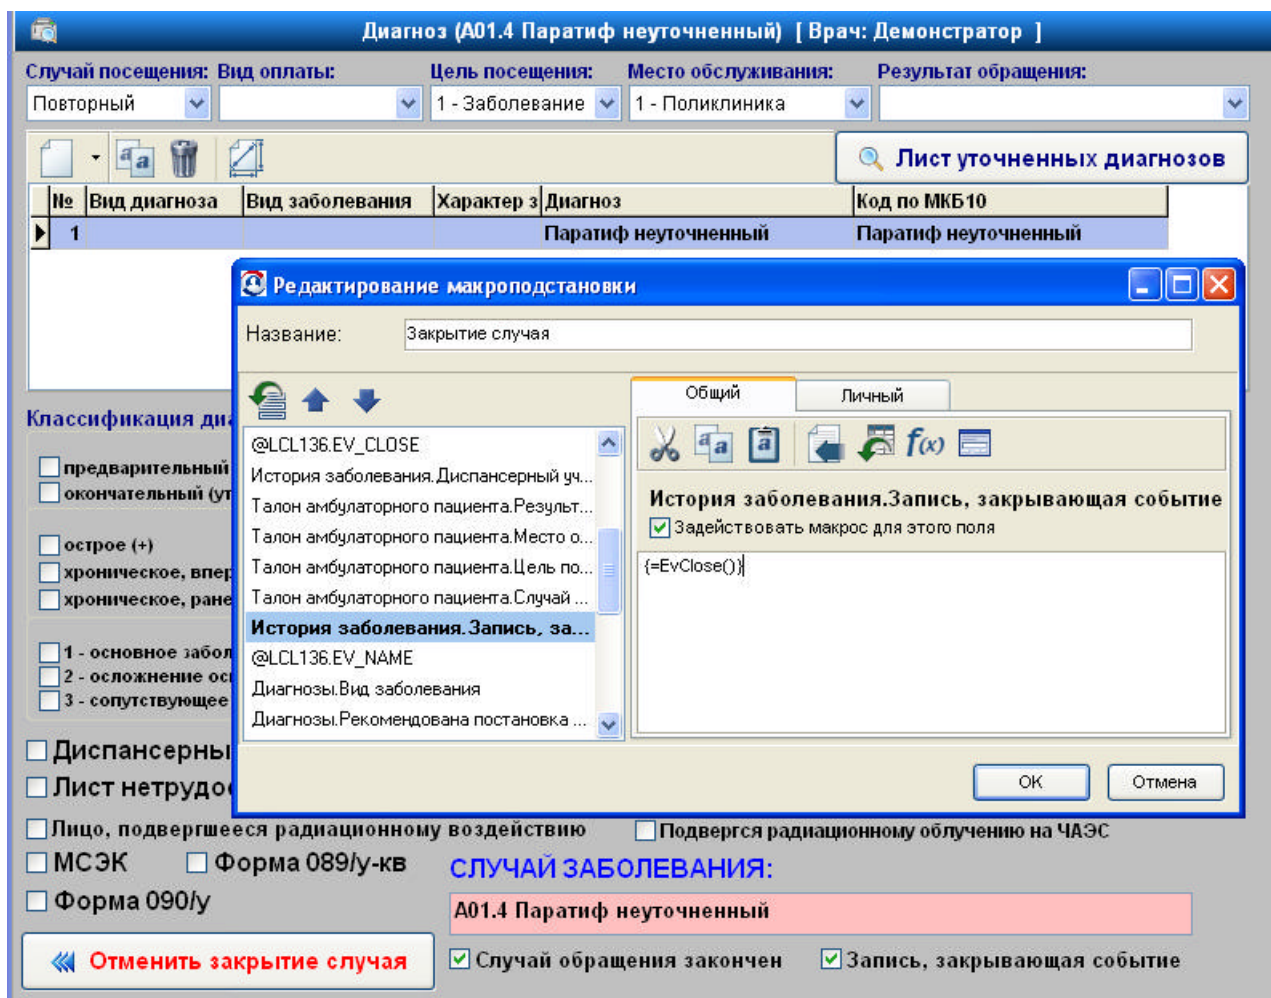 Диагноз (A01.4 Паратиф неуточненный)  [ Врач: Демонстратор  ]
Случай посещения: Вид оплаты: Цель посещения: Место обслуживания: Результат обращения:
Повторный 1 - Заболевание 1 - Поликлиника
Лист уточненных диагнозов
№ Вид диагноза Вид заболевания Характер з Диагноз Код по МКБ10
1 Паратиф неуточненный Паратиф неуточненный
Редактирование макроподстановки
Название: Закрытие случая
Общий Личный
Классификация диа
@LCL136.EV_CLOSE
История заболевания.Диспансерный уч...
Талон амбулаторного пациента.Результ...
Талон амбулаторного пациента.Место о...
Талон амбулаторного пациента.Цель по...
Талон амбулаторного пациента.Случай ...
История заболевания.Запись, за...
@LCL136.EV_NAME
Диагнозы.Вид заболевания
Диагнозы.Рекомендована постановка ...
f(x)
История заболевания.Запись, закрывающая событие
Задействовать макрос для этого поля
{=EvClose()}
OK Отмена
предварительный
окончательный (ут
острое (+)
хроническое, впер
хроническое, ране
1 - основное забол
2 - осложнение ос
3 - сопутствующее
Диспансерны
Лист нетрудо
Лицо, подвергшееся радиационному воздействию Подвергся радиационному облучению на ЧАЭС
МСЭК Форма 089/у-кв
Форма 090/у
СЛУЧАЙ ЗАБОЛЕВАНИЯ:
A01.4 Паратиф неуточненный
Отменить закрытие случая
Случай обращения закончен Запись, закрывающая событие